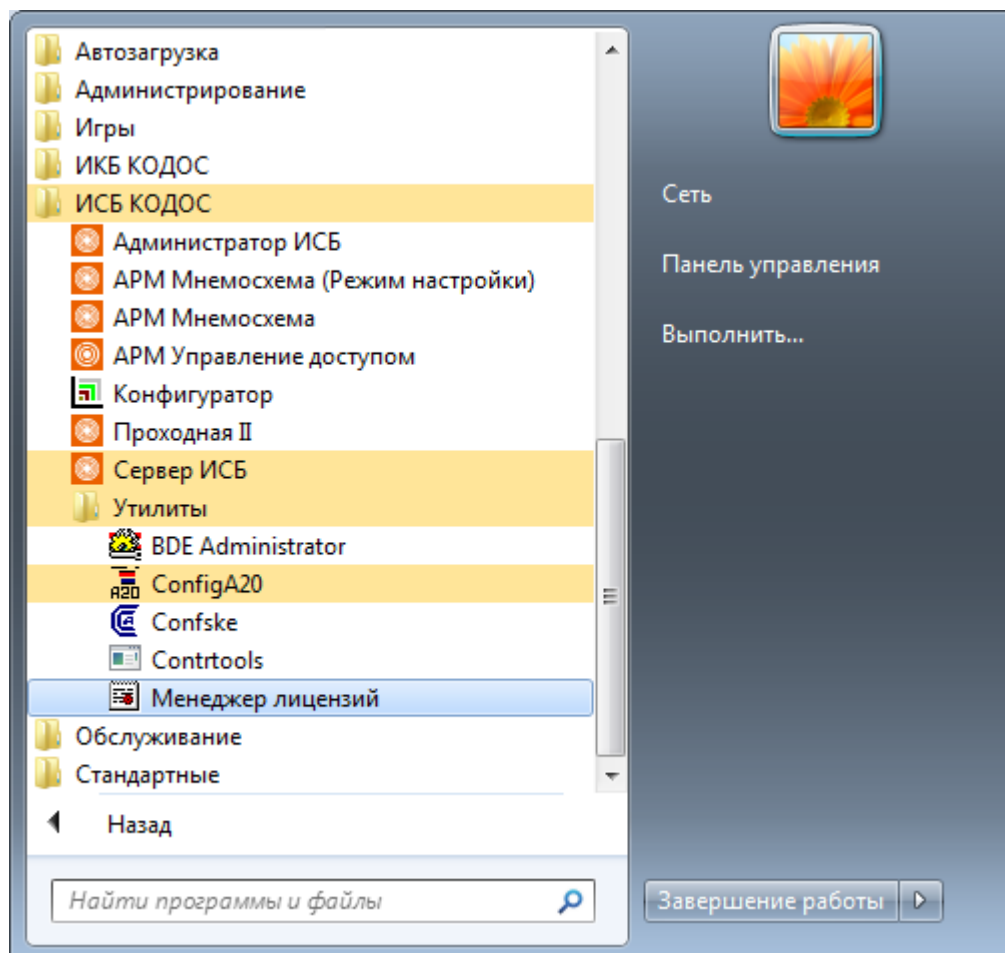 Автозагрузка
Администрирование
Игры
ИКБ КОДОС
ИСБ КОДОС
Администратор ИСБ
АРМ Мнемосхема (Режим настройки)
АРМ Мнемосхема
АРМ Управление доступом
Конфигуратор
Проходная II
Сервер ИСБ
Утилиты
BDE Administrator
A20 ConfigA20
Confske
Contrtools
Менеджер лицензий
Обслуживание
Стандартные
Назад
Найти программы и файлы
Сеть
Панель управления
Выполнить...
Завершение работы